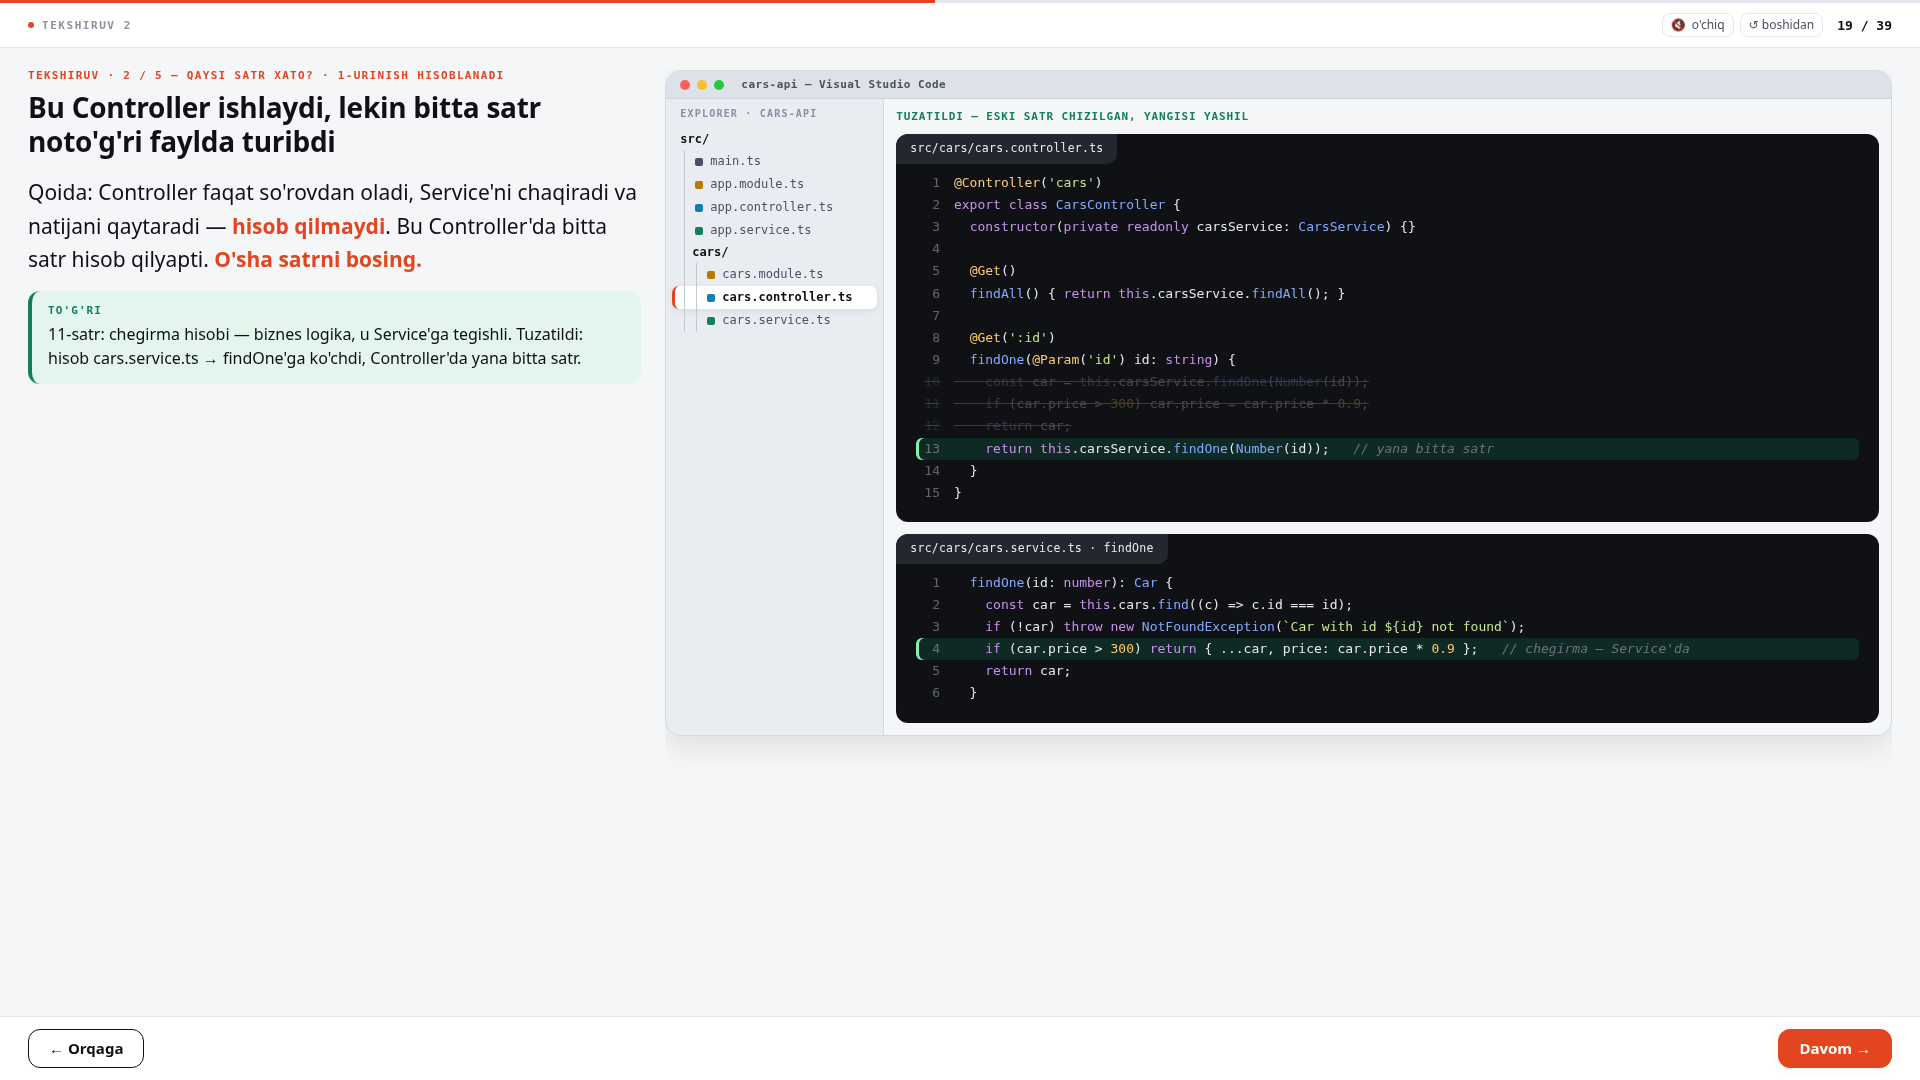 TEKSHIRUV 2
🔇 o'chiq
↺ boshidan
19 / 39
TEKSHIRUV · 2 / 5 — QAYSI SATR XATO? · 1-URINISH HISOBLANADI
Bu Controller ishlaydi, lekin bitta satr
noto'g'ri faylda turibdi
Qoida: Controller faqat so'rovdan oladi, Service'ni chaqiradi va
natijani qaytaradi — hisob qilmaydi. Bu Controller'da bitta
satr hisob qilyapti. O'sha satrni bosing.
TO'G'RI
11-satr: chegirma hisobi — biznes logika, u Service'ga tegishli. Tuzatildi:
hisob cars.service.ts → findOne'ga ko'chdi, Controller'da yana bitta satr.
cars-api — Visual Studio Code
EXPLORER · CARS-API
src/
main.ts
app.module.ts
app.controller.ts
app.service.ts
cars/
cars.module.ts
cars.controller.ts
cars.service.ts
TUZATILDI — ESKI SATR CHIZILGAN, YANGISI YASHIL
src/cars/cars.controller.ts
1 @Controller('cars')
2 export class CarsController {
3   constructor(private readonly carsService: CarsService) {}
4
5   @Get()
6   findAll() { return this.carsService.findAll(); }
7
8   @Get(':id')
9   findOne(@Param('id') id: string) {
10     const car = this.carsService.findOne(Number(id));
11     if (car.price > 300) car.price = car.price * 0.9;
12     return car;
13     return this.carsService.findOne(Number(id));   // yana bitta satr
14   }
15 }
src/cars/cars.service.ts · findOne
1   findOne(id: number): Car {
2     const car = this.cars.find((c) => c.id === id);
3     if (!car) throw new NotFoundException(`Car with id ${id} not found`);
4     if (car.price > 300) return { ...car, price: car.price * 0.9 };   // chegirma — Service'da
5     return car;
6   }
← Orqaga
Davom →